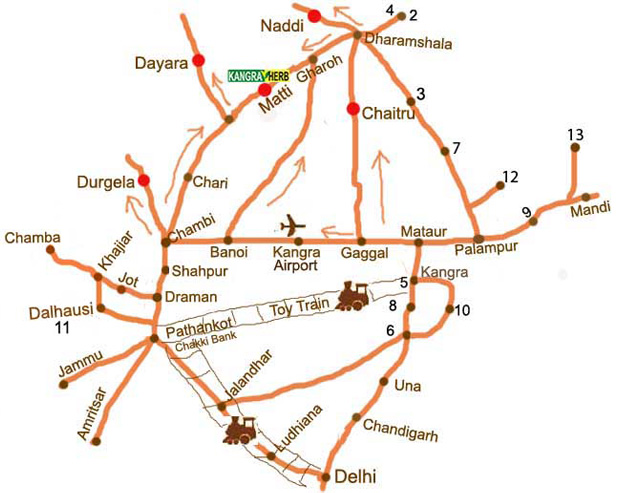 4
2
Naddi
Dharamshala
Dayara
KANGRA HERB
Gharoh
Matti
3
Chaitru
7
13
12
Durgela
Chari
9
Mandi
Chamba
Khajiar
Chambi
Banoi
Kangra
Airport
Gaggal
Mataur
Palampur
Shahpur
Jot
Draman
5
Kangra
Dalhausi
11
Toy Train
8
10
Pathankot
Chakki Bank
6
Jammu
Jalandhar
Una
Amritsar
Ludhiana
Chandigarh
Delhi